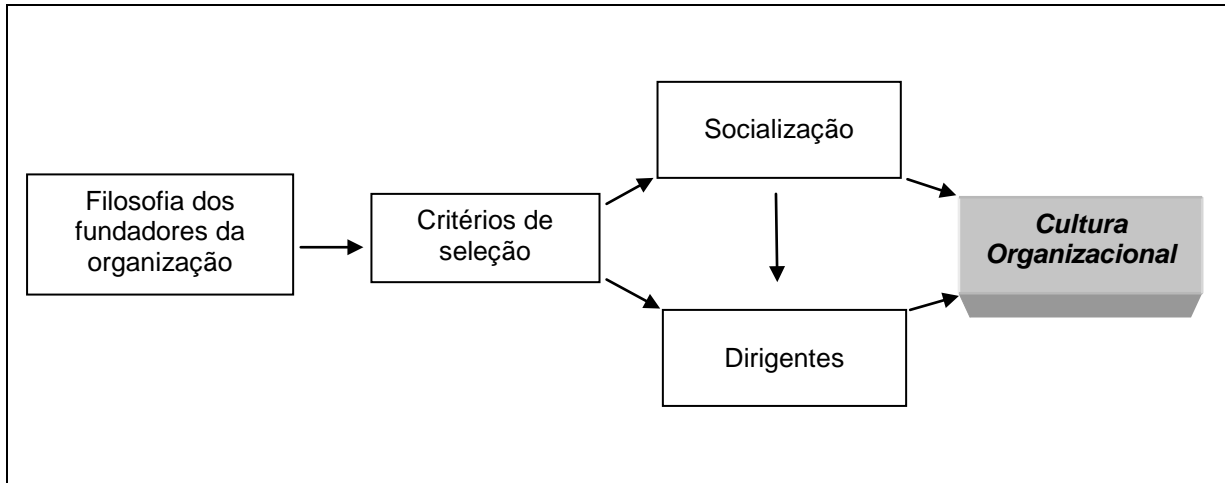 Filosofia dos
fundadores da
organização
Critérios de
seleção
Socialização
Dirigentes
Cultura
Organizacional